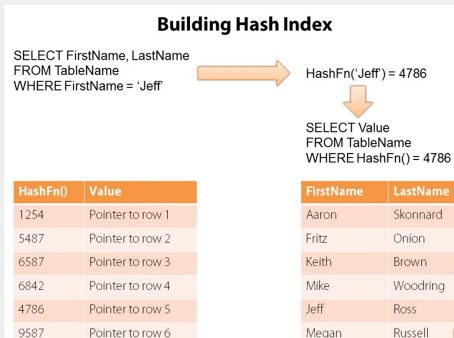 Building Hash Index
SELECT FirstName, LastName
FROM TableName
WHERE FirstName = ‘Jeff’
HashFn(‘Jeff’) = 4786
SELECT Value
FROM TableName
WHERE HashFn() = 4786
HashFn() Value
1254 Pointer to row 1
5487 Pointer to row 2
6587 Pointer to row 3
6842 Pointer to row 4
4786 Pointer to row 5
9587 Pointer to row 6
FirstName LastName
Aaron Skonnard
Fritz Onion
Keith Brown
Mike Woodring
Jeff Ross
Megan Russell